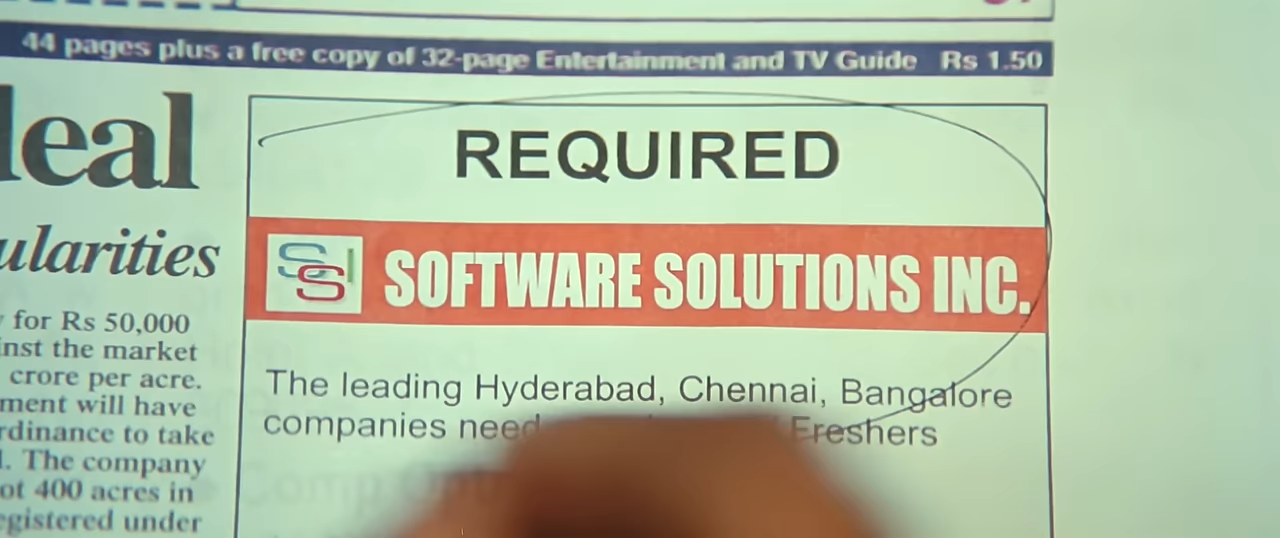 44 pages plus a free copy of 32-page Entertainment and TV Guide Rs 1.50
REQUIRED
SSI SOFTWARE SOLUTIONS INC.
The leading Hyderabad, Chennai, Bangalore
companies need Freshers
leal
ularities
for Rs 50,000
inst the market
crore per acre.
ment will have
rdinance to take
l. The company
ot 400 acres in
egistered under